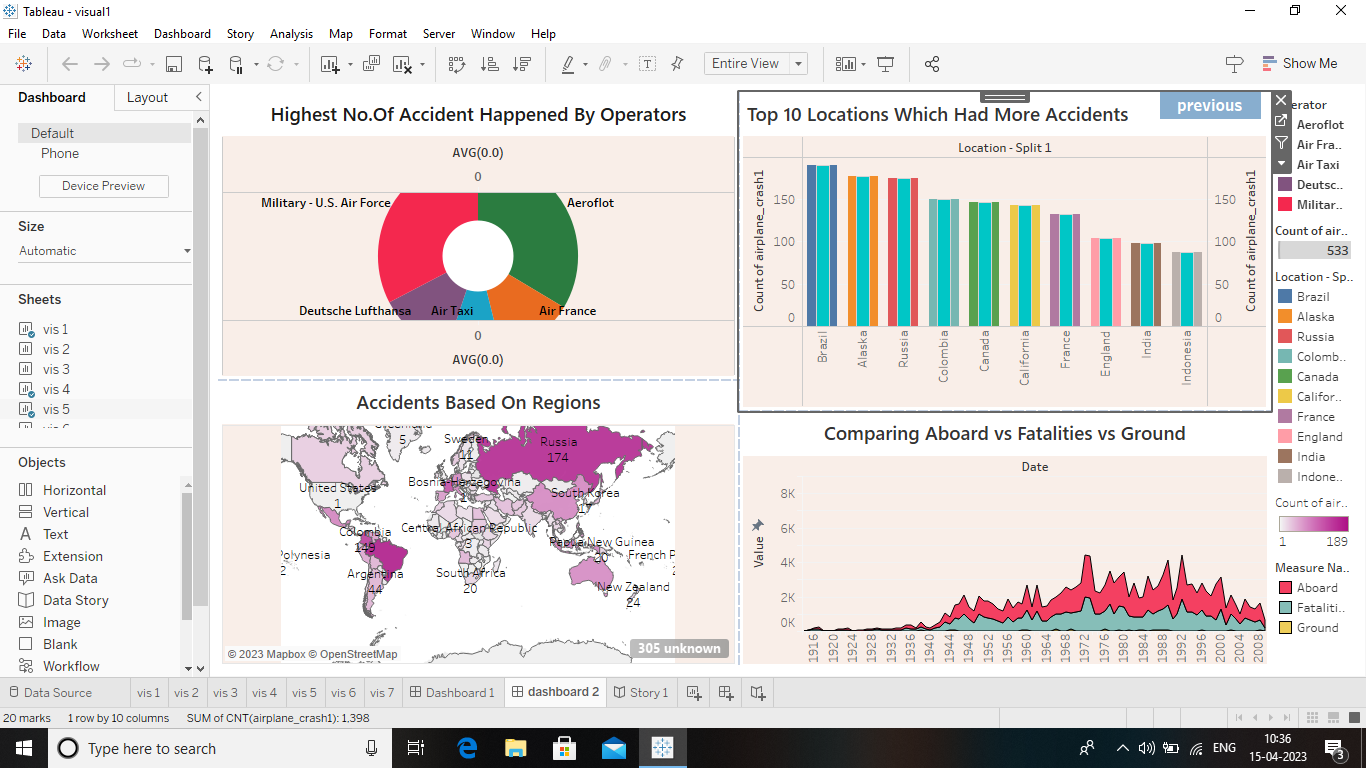 Tableau - visual1
File Data Worksheet Dashboard Story Analysis Map Format Server Window Help
Entire View
Show Me
Dashboard Layout
Default
Phone
Device Preview
Size
Automatic
Sheets
vis 1
vis 2
vis 3
vis 4
vis 5
Objects
Horizontal
Vertical
Text
Extension
Ask Data
Data Story
Image
Blank
Workflow
Highest No.Of Accident Happened By Operators
AVG(0.0)
0
Military - U.S. Air Force
Aeroflot
Deutsche Lufthansa
Air Taxi
Air France
0
AVG(0.0)
Top 10 Locations Which Had More Accidents
previous
Location - Split 1
Count of airplane_crash1
150
100
50
0
150
100
50
0
Count of airplane_crash1
Brazil
Alaska
Russia
Colombia
Canada
California
France
England
India
Indonesia
erator
Aeroflot
Air Fra..
Air Taxi
Deutsc..
Militar..
Count of air..
533
Location - Sp..
Brazil
Alaska
Russia
Colomb..
Canada
Califor..
France
England
India
Indone..
Count of air..
1 189
Measure Na..
Aboard
Fataliti..
Ground
Accidents Based On Regions
5
Sweden
11
Russia
174
United States
1
Bosnia-Herzegovina
2
South Korea
17
Colombia
149
Central African Republic
3
Papua New Guinea
20
French P
Polynesia
2
Argentina
44
South Africa
20
New Zealand
24
© 2023 Mapbox © OpenStreetMap
305 unknown
Comparing Aboard vs Fatalities vs Ground
Date
Value
8K
6K
4K
2K
0K
1916
1920
1924
1928
1932
1936
1940
1944
1948
1952
1956
1960
1964
1968
1972
1976
1980
1984
1988
1992
1996
2000
2004
2008
Data Source vis 1 vis 2 vis 3 vis 4 vis 5 vis 6 vis 7 Dashboard 1 dashboard 2 Story 1
20 marks 1 row by 10 columns SUM of CNT(airplane_crash1): 1,398
Type here to search
ENG
10:36
15-04-2023
3